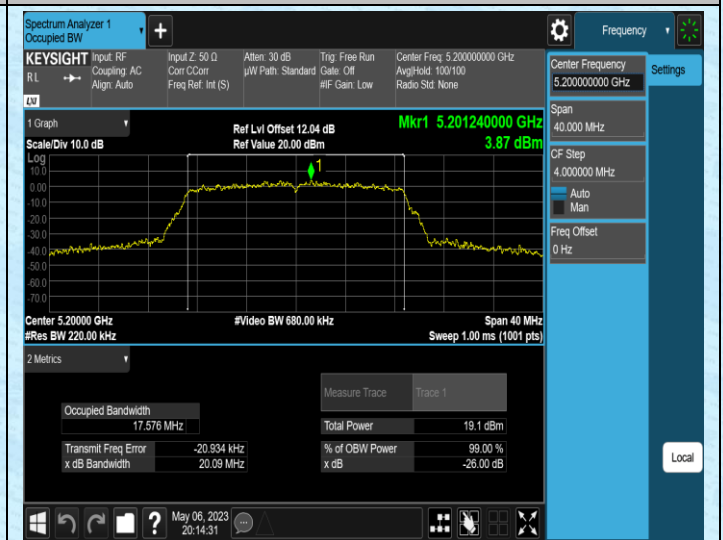 Spectrum Analyzer 1
Occupied BW
+
Frequency
KEYSIGHT
R L
LXI
Input: RF
Coupling: AC
Align: Auto
Input Z: 50 Ω
Corr CCorr
Freq Ref: Int (S)
Atten: 30 dB
µW Path: Standard
Trig: Free Run
Gate: Off
#IF Gain: Low
Center Freq: 5.200000000 GHz
Avg|Hold: 100/100
Radio Std: None
Center Frequency
5.200000000 GHz
Settings
Span
40.000 MHz
CF Step
4.000000 MHz
Auto
Man
Freq Offset
0 Hz
Local
1 Graph
Scale/Div 10.0 dB
Ref Lvl Offset 12.04 dB
Ref Value 20.00 dBm
Mkr1 5.201240000 GHz
3.87 dBm
Log
10.0
0.00
-10.0
-20.0
-30.0
-40.0
-50.0
-60.0
-70.0
1
Center 5.20000 GHz
#Res BW 220.00 kHz
#Video BW 680.00 kHz
Span 40 MHz
Sweep 1.00 ms (1001 pts)
2 Metrics
Measure Trace Trace 1
Occupied Bandwidth
17.576 MHz
Total Power 19.1 dBm
Transmit Freq Error -20.934 kHz
% of OBW Power 99.00 %
x dB Bandwidth 20.09 MHz
x dB -26.00 dB
?
May 06, 2023
20:14:31